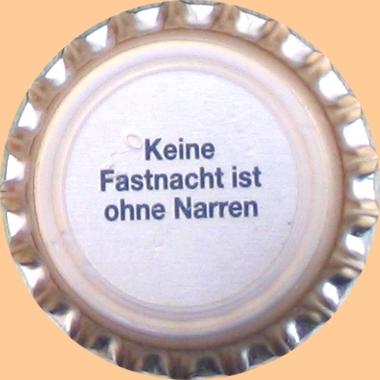 Keine
Fastnacht ist
ohne Narren